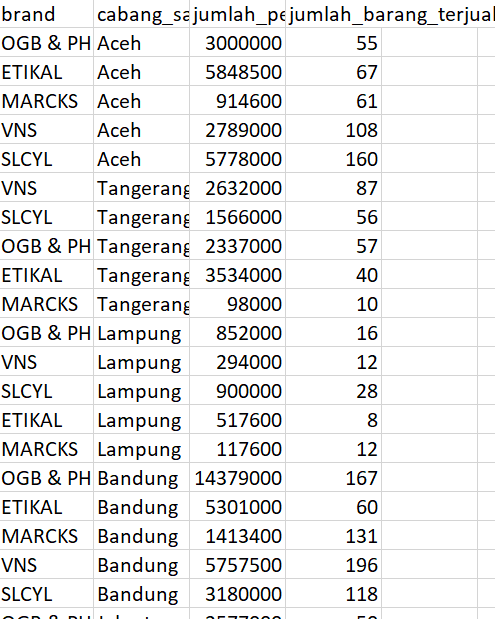 brand cabang_sa jumlah_pe jumlah_barang_terjual
OGB & PH Aceh 3000000 55
ETIKAL Aceh 5848500 67
MARCKS Aceh 914600 61
VNS Aceh 2789000 108
SLCYL Aceh 5778000 160
VNS Tangerang 2632000 87
SLCYL Tangerang 1566000 56
OGB & PH Tangerang 2337000 57
ETIKAL Tangerang 3534000 40
MARCKS Tangerang 98000 10
OGB & PH Lampung 852000 16
VNS Lampung 294000 12
SLCYL Lampung 900000 28
ETIKAL Lampung 517600 8
MARCKS Lampung 117600 12
OGB & PH Bandung 14379000 167
ETIKAL Bandung 5301000 60
MARCKS Bandung 1413400 131
VNS Bandung 5757500 196
SLCYL Bandung 3180000 118